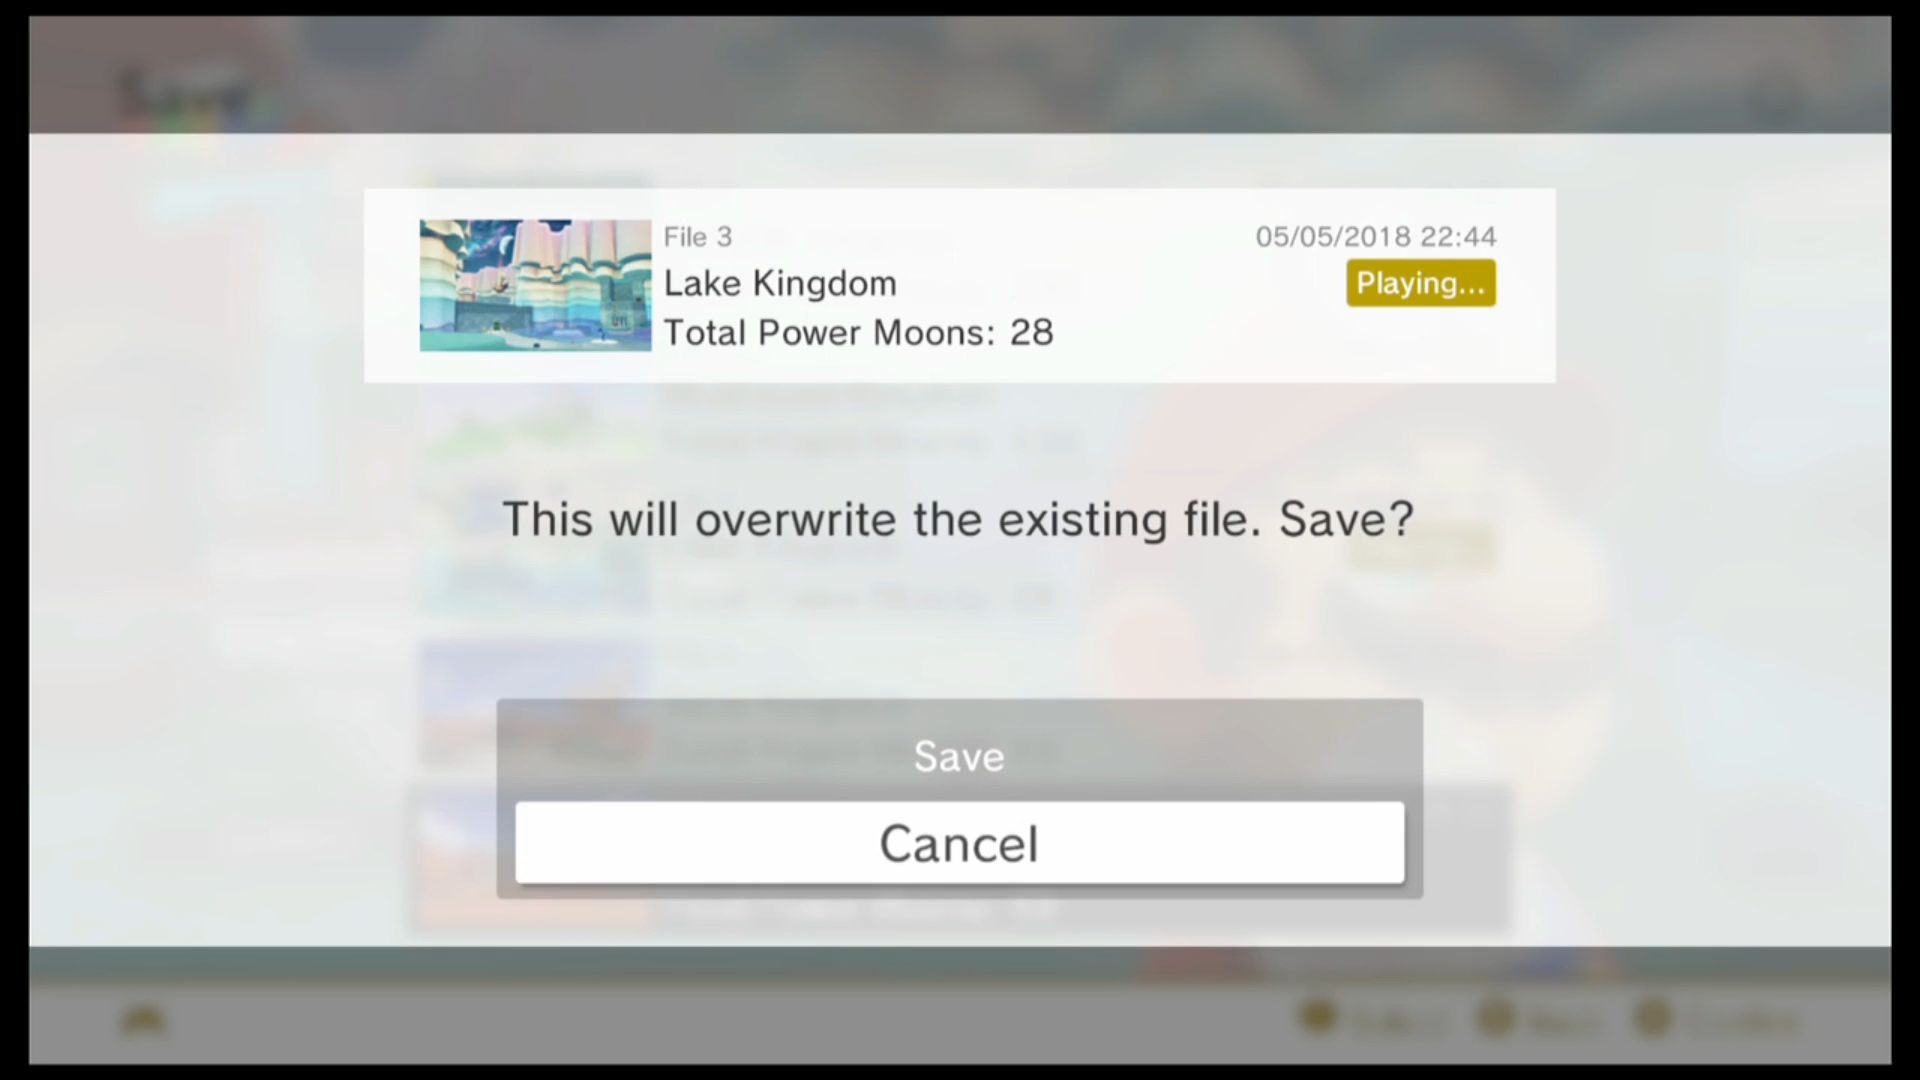 Save
File 3
05/05/2018 22:44
Lake Kingdom
Playing...
Total Power Moons: 28
This will overwrite the existing file. Save?
Save
Cancel